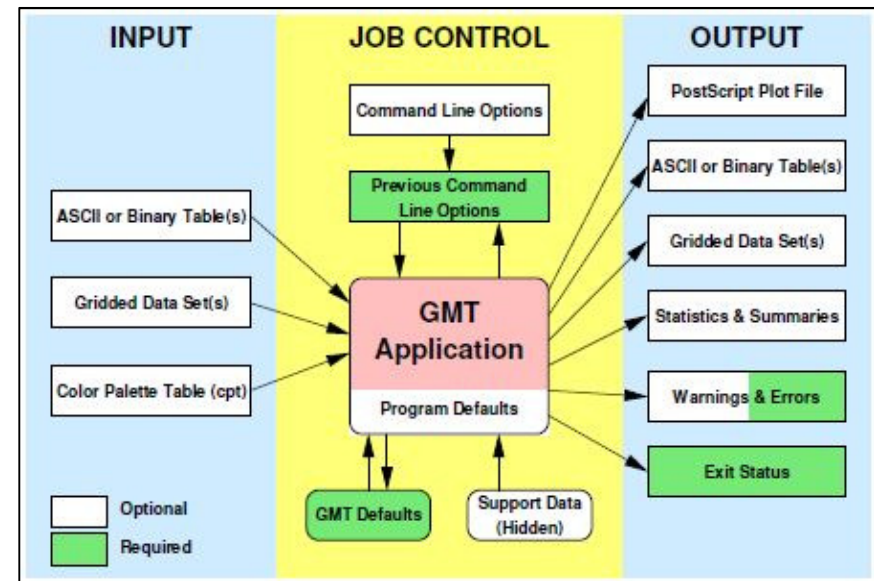 INPUT
JOB CONTROL
OUTPUT
ASCII or Binary Table(s)
Gridded Data Set(s)
Color Palette Table (cpt)
Optional
Required
Command Line Options
Previous Command
Line Options
GMT
Application
Program Defaults
GMT Defaults
Support Data
(Hidden)
PostScript Plot File
ASCII or Binary Table(s)
Gridded Data Set(s)
Statistics & Summaries
Warnings & Errors
Exit Status